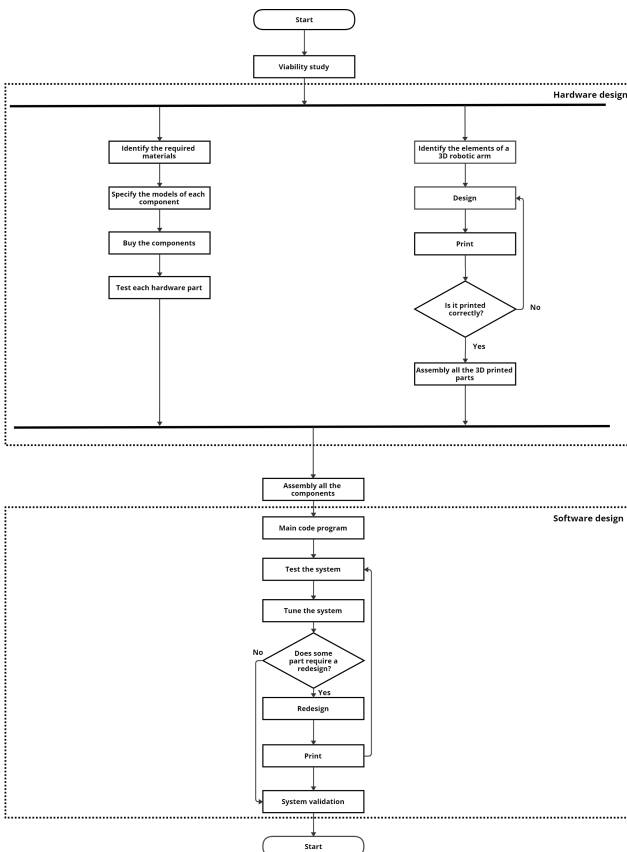 Start
Viability study
Hardware design
Identify the required
materials
Specify the models of each
component
Buy the components
Test each hardware part
Identify the elements of a
3D robotic arm
Design
Print
Is it printed
correctly?
No
Yes
Assembly all the 3D printed
parts
Assembly all the
components
Software design
Main code program
Test the system
Tune the system
Does some
part require a
redesign?
No
Yes
Redesign
Print
System validation
Start